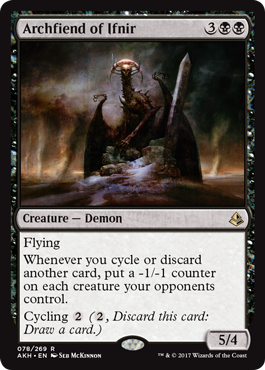 Archfiend of Ifnir 3
Creature — Demon
Flying
Whenever you cycle or discard
another card, put a -1/-1 counter
on each creature your opponents
control.
Cycling 2 (2, Discard this card:
Draw a card.)
5/4
078/269 R
AKH • EN Seb McKinnon
™ & © 2017 Wizards of the Coast